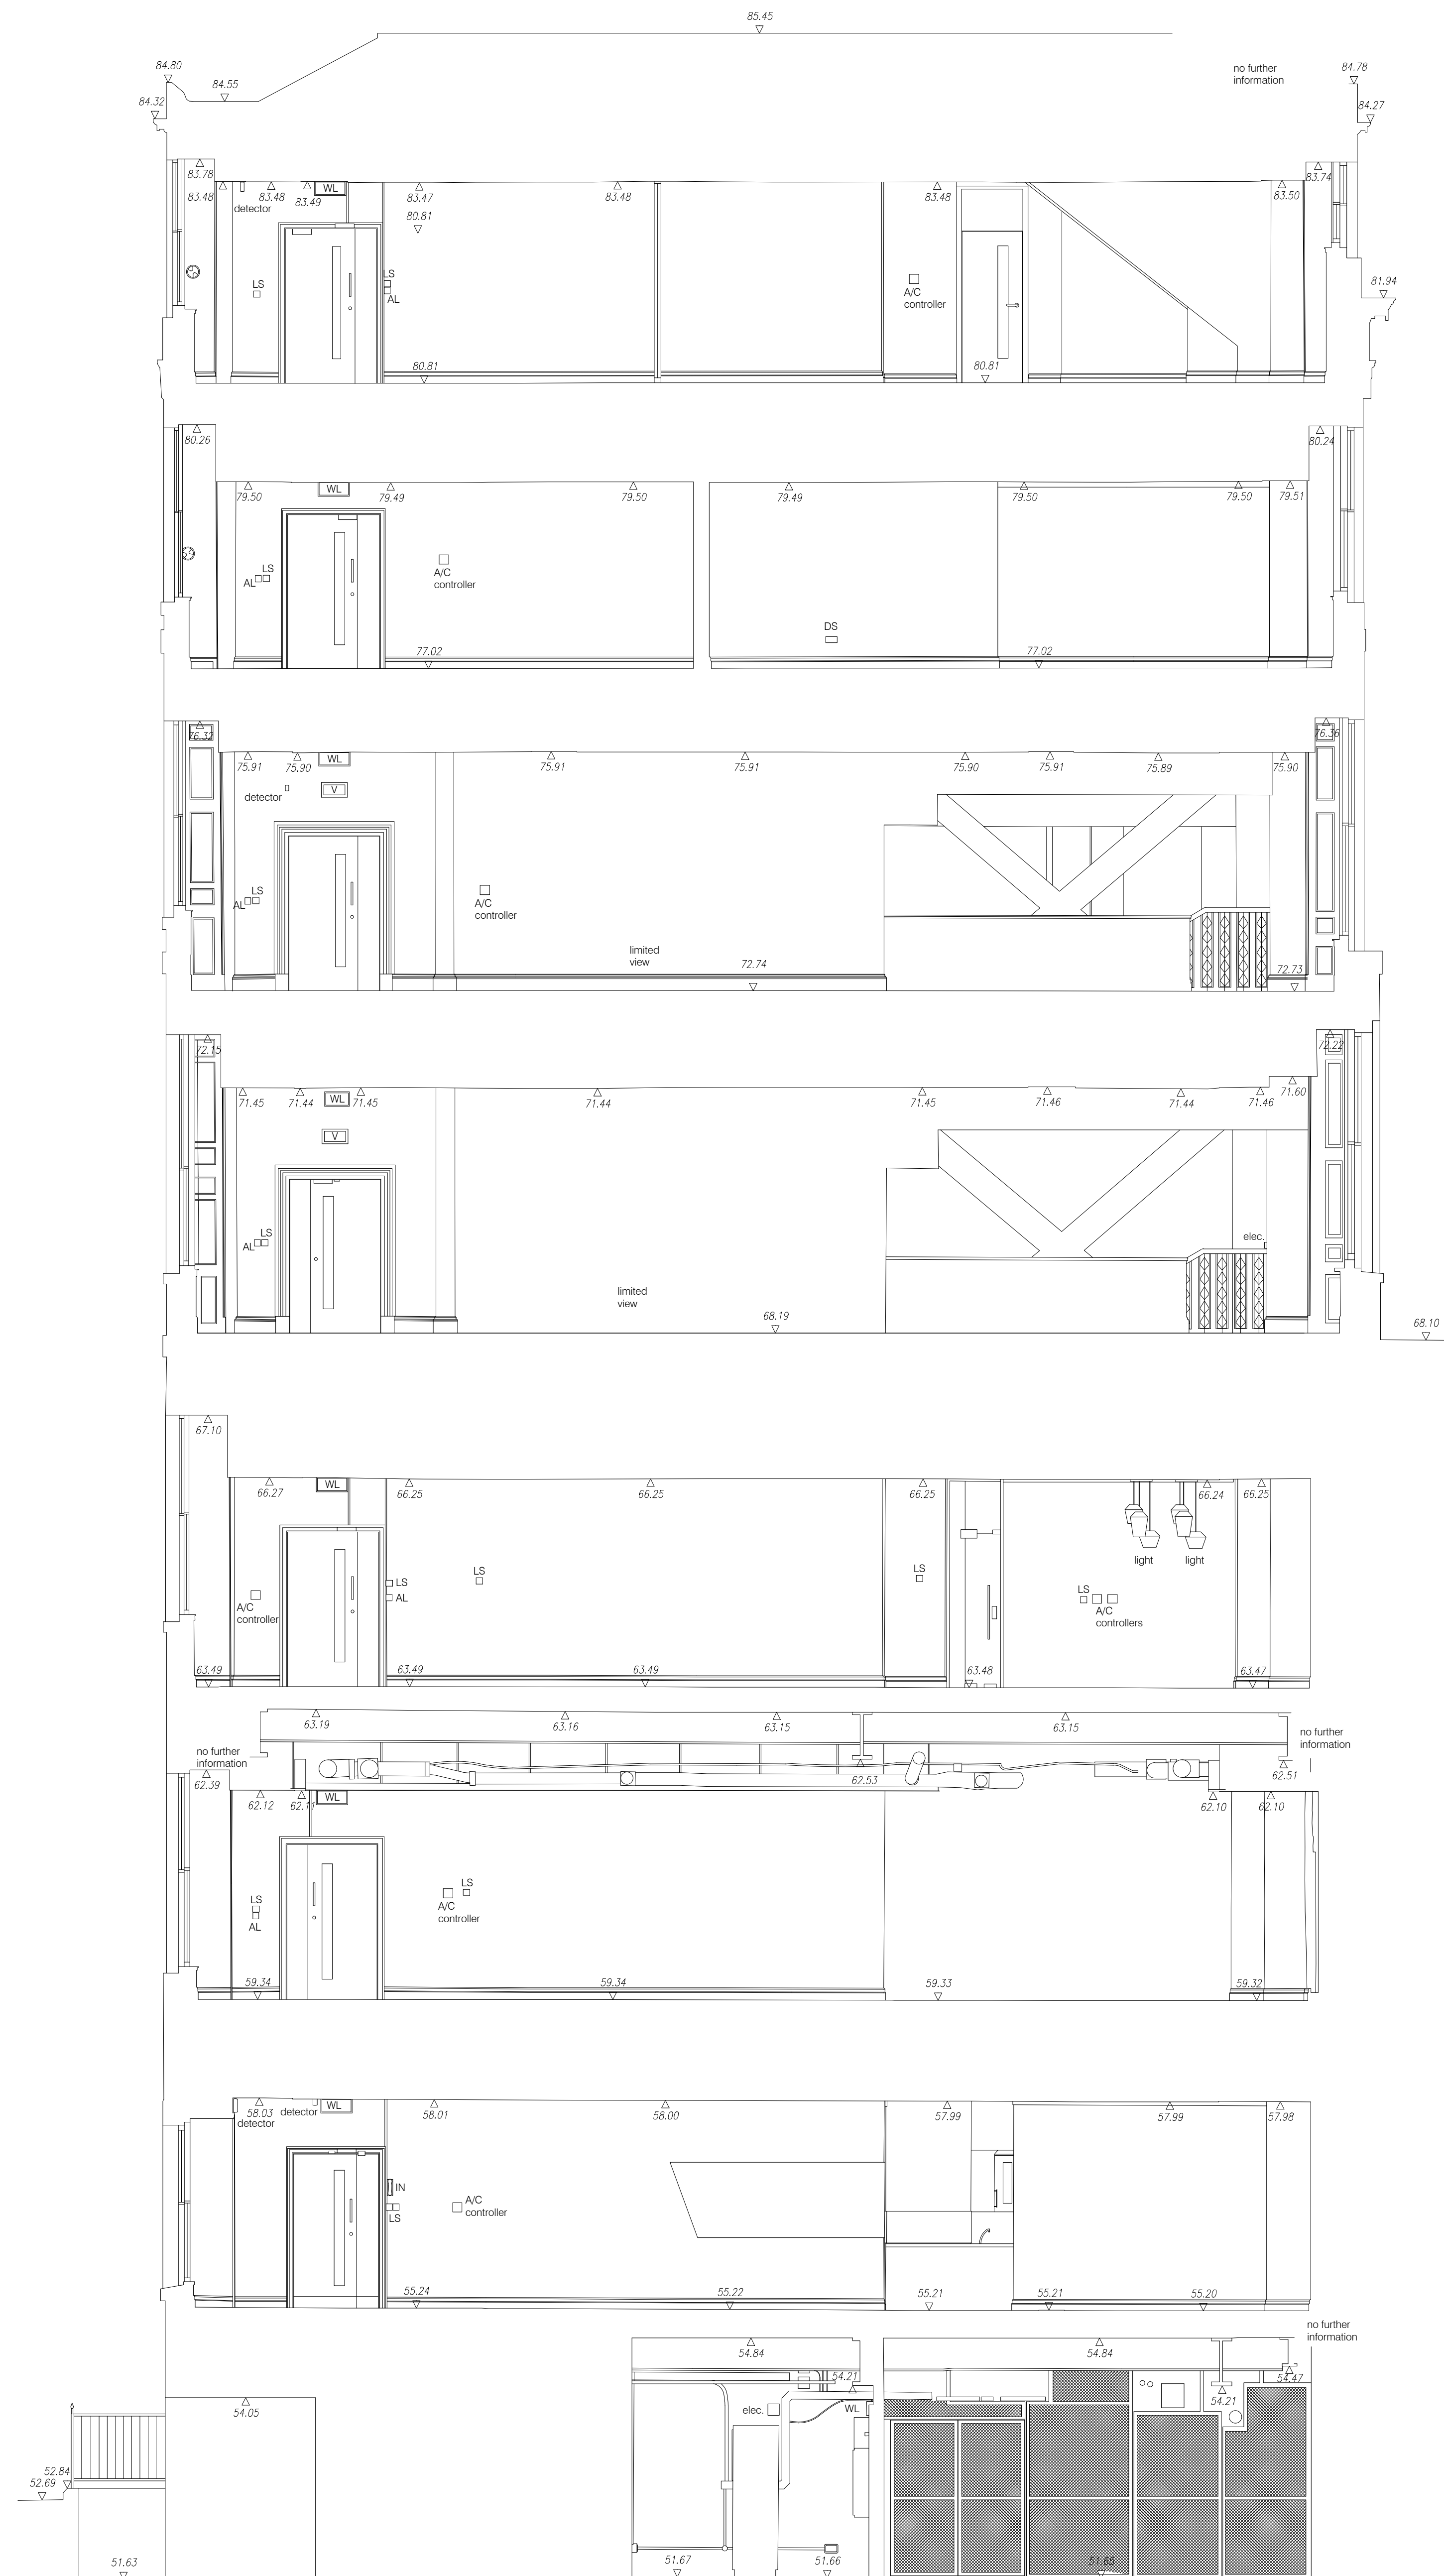 85.45
84.80
no further
information
84.78
84.55
84.32
84.27
83.78
83.48
83.48
83.49
WL
83.47
83.48
83.48
83.50
83.74
detector
80.81
LS
LS
AL
A/C
controller
81.94
80.81
80.81
80.26
80.24
79.50
WL
79.49
79.50
79.49
79.50
79.50
79.51
AL
LS
A/C
controller
DS
77.02
77.02
76.32
76.36
75.91
75.90
WL
75.91
75.91
75.90
75.91
75.89
75.90
detector
V
AL
LS
A/C
controller
limited
view
72.74
72.73
72.15
72.22
71.45
71.44
WL
71.45
71.44
71.45
71.46
71.44
71.46
71.60
V
AL
LS
elec.
limited
view
68.19
68.10
67.10
66.27
WL
66.25
66.25
66.25
66.24
66.25
light
light
A/C
controller
LS
AL
LS
LS
LS
A/C
controllers
63.49
63.49
63.49
63.48
63.47
63.19
63.16
63.15
63.15
no further
information
no further
information
62.39
62.53
62.51
62.12
62.11
WL
62.10
62.10
LS
AL
A/C
controller
LS
59.34
59.34
59.33
59.32
58.03
detector
detector
WL
58.01
58.00
57.99
57.99
57.98
IN
LS
A/C
controller
55.24
55.22
55.21
55.21
55.20
no further
information
54.84
54.84
54.21
54.47
54.21
54.05
elec.
WL
52.84
52.69
51.63
51.67
51.66
51.65